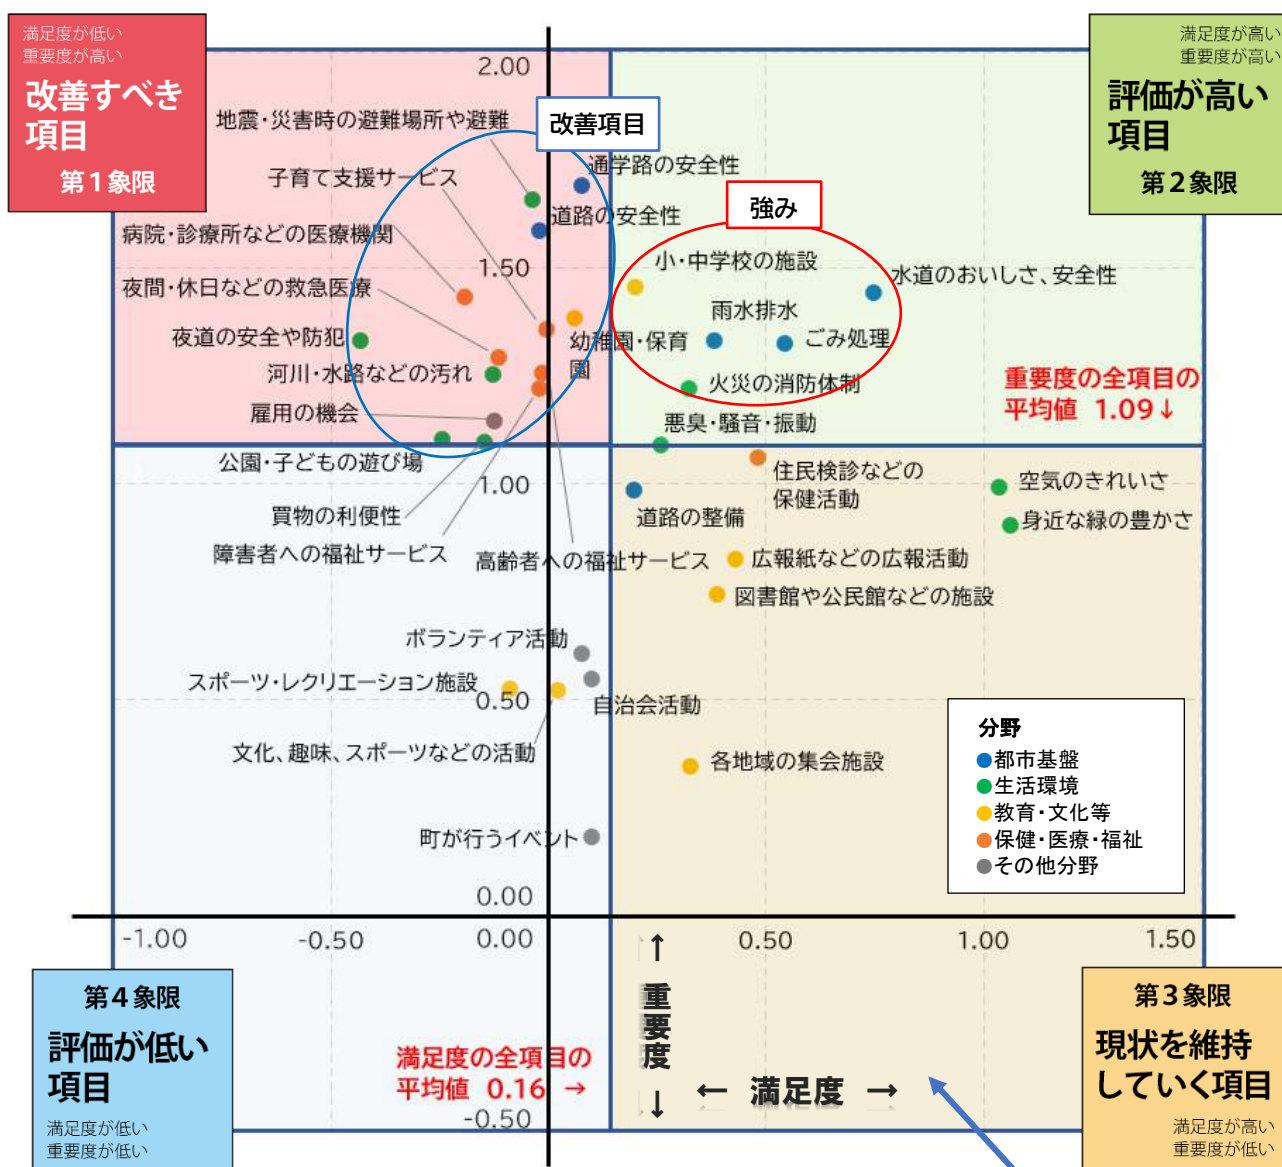 満足度が低い
重要度が高い
改善すべき
項目
第1象限
満足度が高い
重要度が高い
評価が高い
項目
第2象限
2.00
地震・災害時の避難場所や避難
改善項目
通学路の安全性
子育て支援サービス
強み
道路の安全性
病院・診療所などの医療機関
1.50
小・中学校の施設
水道のおいしさ、安全性
夜間・休日などの救急医療
雨水排水
夜道の安全や防犯
幼稚園・保育
園
ごみ処理
河川・水路などの汚れ
火災の消防体制
重要度の全項目の
平均値 1.09↓
雇用の機会
悪臭・騒音・振動
公園・子どもの遊び場
1.00
住民検診などの
保健活動
空気のきれいさ
買物の利便性
道路の整備
身近な緑の豊かさ
障害者への福祉サービス
高齢者への福祉サービス
広報紙などの広報活動
図書館や公民館などの施設
ボランティア活動
スポーツ・レクリエーション施設
0.50
自治会活動
文化、趣味、スポーツなどの活動
各地域の集会施設
町が行うイベント
分野
都市基盤
生活環境
教育・文化等
保健・医療・福祉
その他分野
0.00
-1.00
-0.50
0.00
0.50
1.00
1.50
第4象限
評価が低い
項目
満足度が低い
重要度が低い
満足度の全項目の
平均値 0.16 →
-0.50
↑
重要度
↓
← 満足度 →
第3象限
現状を維持
していく項目
満足度が高い
重要度が低い